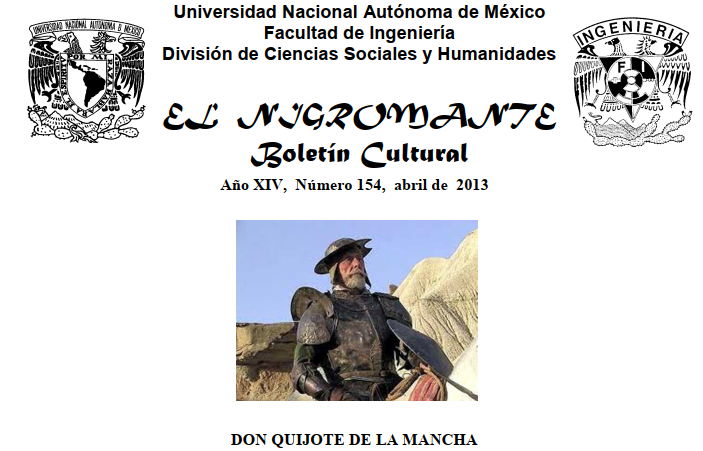 Universidad Nacional Autónoma de México
Facultad de Ingeniería
División de Ciencias Sociales y Humanidades
EL NIGROMANTE
Boletín Cultural
Año XIV, Número 154, abril de 2013
INGENIERIA
DON QUIJOTE DE LA MANCHA